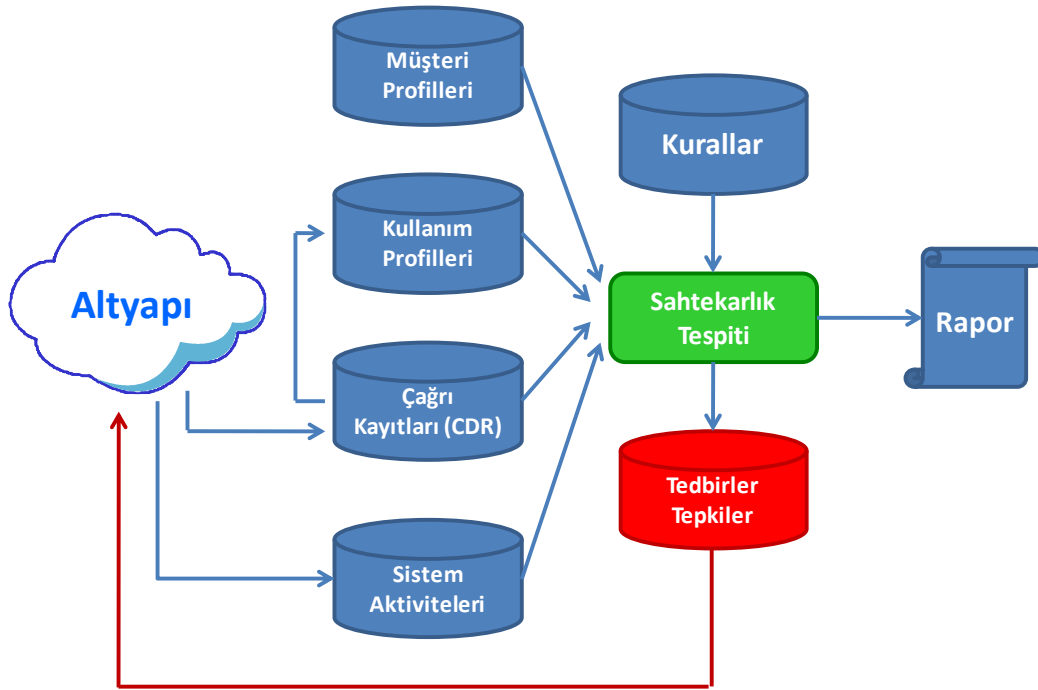 Müşteri
Profilleri
Kurallar
Kullanım
Profilleri
Altyapı
Sahtekarlık
Tespiti
Rapor
Çağrı
Kayıtları (CDR)
Tedbirler
Tepkiler
Sistem
Aktiviteleri